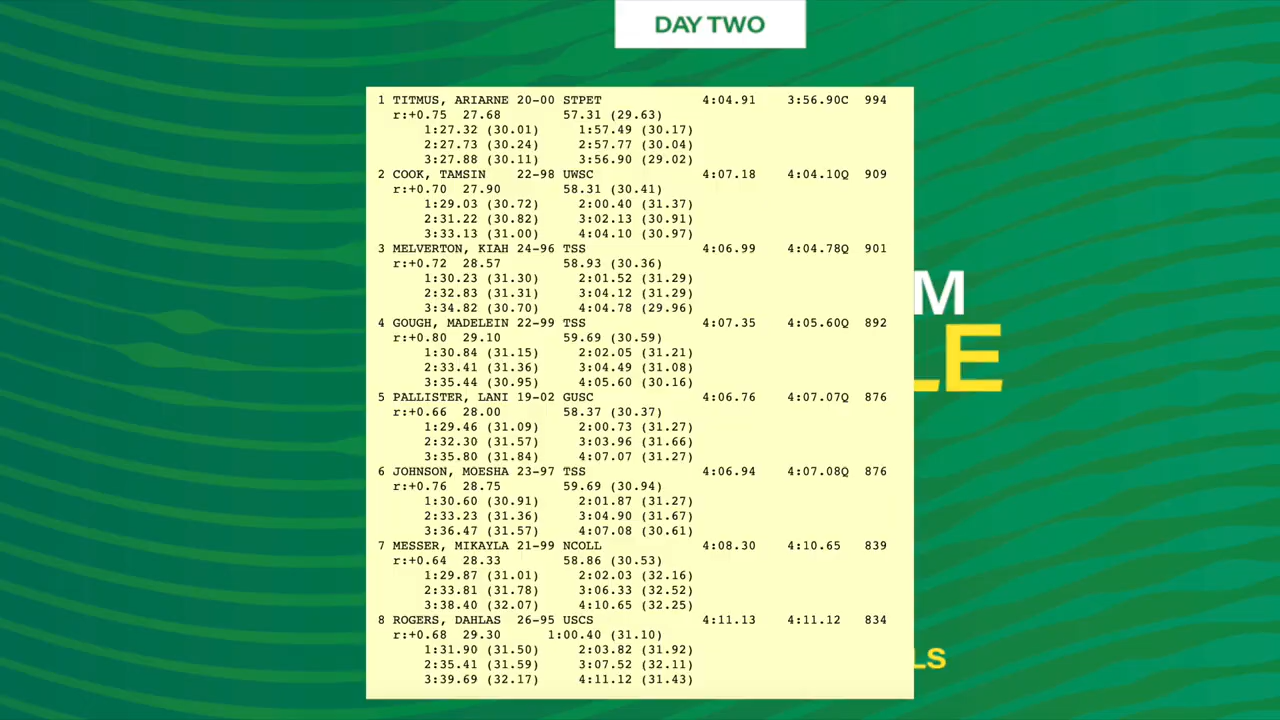 DAY TWO
1 TITMUS, ARIARNE 20-00 STPET 4:04.91 3:56.90C 994
r:+0.75 27.68 57.31 (29.63)
1:27.32 (30.01) 1:57.49 (30.17)
2:27.73 (30.24) 2:57.77 (30.04)
3:27.88 (30.11) 3:56.90 (29.02)
2 COOK, TAMSIN 22-98 UWSC 4:07.18 4:04.10Q 909
r:+0.70 27.90 58.31 (30.41)
1:29.03 (30.72) 2:00.40 (31.37)
2:31.22 (30.82) 3:02.13 (30.91)
3:33.13 (31.00) 4:04.10 (30.97)
3 MELVERTON, KIAH 24-96 TSS 4:06.99 4:04.78Q 901
r:+0.72 28.57 58.93 (30.36)
1:30.23 (31.30) 2:01.52 (31.29)
2:32.83 (31.31) 3:04.12 (31.29)
3:34.82 (30.70) 4:04.78 (29.96)
4 GOUGH, MADELEIN 22-99 TSS 4:07.35 4:05.60Q 892
r:+0.80 29.10 59.69 (30.59)
1:30.84 (31.15) 2:02.05 (31.21)
2:33.41 (31.36) 3:04.49 (31.08)
3:35.44 (30.95) 4:05.60 (30.16)
5 PALLISTER, LANI 19-02 GUSC 4:06.76 4:07.07Q 876
r:+0.66 28.00 58.37 (30.37)
1:29.46 (31.09) 2:00.73 (31.27)
2:32.30 (31.57) 3:03.96 (31.66)
3:35.80 (31.84) 4:07.07 (31.27)
6 JOHNSON, MOESHA 23-97 TSS 4:06.94 4:07.08Q 876
r:+0.76 28.75 59.69 (30.94)
1:30.60 (30.91) 2:01.87 (31.27)
2:33.23 (31.36) 3:04.90 (31.67)
3:36.47 (31.57) 4:07.08 (30.61)
7 MESSER, MIKAYLA 21-99 NCOLL 4:08.30 4:10.65 839
r:+0.64 28.33 58.86 (30.53)
1:29.87 (31.01) 2:02.03 (32.16)
2:33.81 (31.78) 3:06.33 (32.52)
3:38.40 (32.07) 4:10.65 (32.25)
8 ROGERS, DAHLAS 26-95 USCS 4:11.13 4:11.12 834
r:+0.68 29.30 1:00.40 (31.10)
1:31.90 (31.50) 2:03.82 (31.92)
2:35.41 (31.59) 3:07.52 (32.11)
3:39.69 (32.17) 4:11.12 (31.43)
M
LE
LS